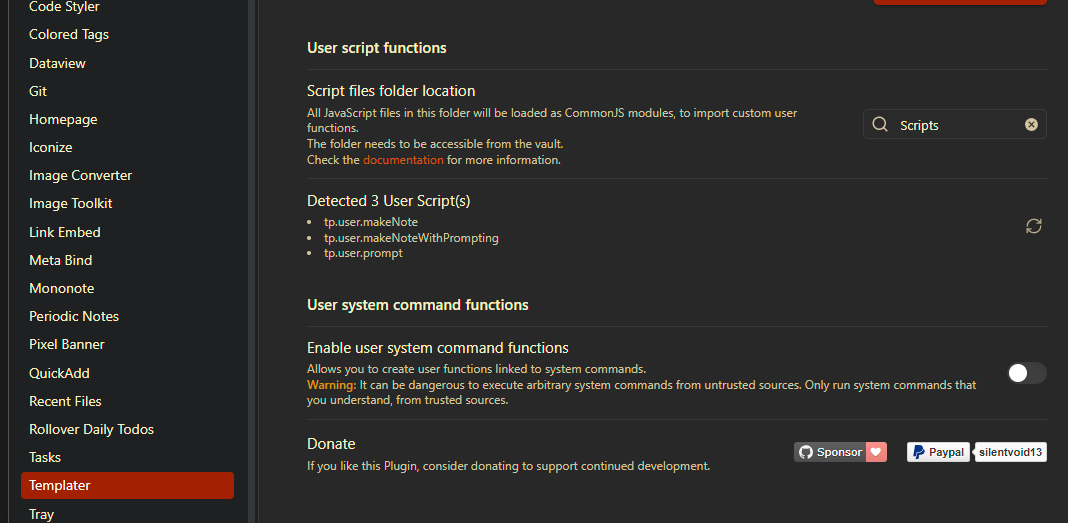 Code Styler
Colored Tags
Dataview
Git
Homepage
Iconize
Image Converter
Image Toolkit
Link Embed
Meta Bind
Mononote
Periodic Notes
Pixel Banner
QuickAdd
Recent Files
Rollover Daily Todos
Tasks
Templater
Tray
User script functions
Script files folder location
All JavaScript files in this folder will be loaded as CommonJS modules, to import custom user
functions.
The folder needs to be accessible from the vault.
Check the documentation for more information.
Scripts
Detected 3 User Script(s)
tp.user.makeNote
tp.user.makeNoteWithPrompting
tp.user.prompt
User system command functions
Enable user system command functions
Allows you to create user functions linked to system commands.
Warning: It can be dangerous to execute arbitrary system commands from untrusted sources. Only run system commands that
you understand, from trusted sources.
Donate
If you like this Plugin, consider donating to support continued development.
Sponsor
Paypal
silentvoid13